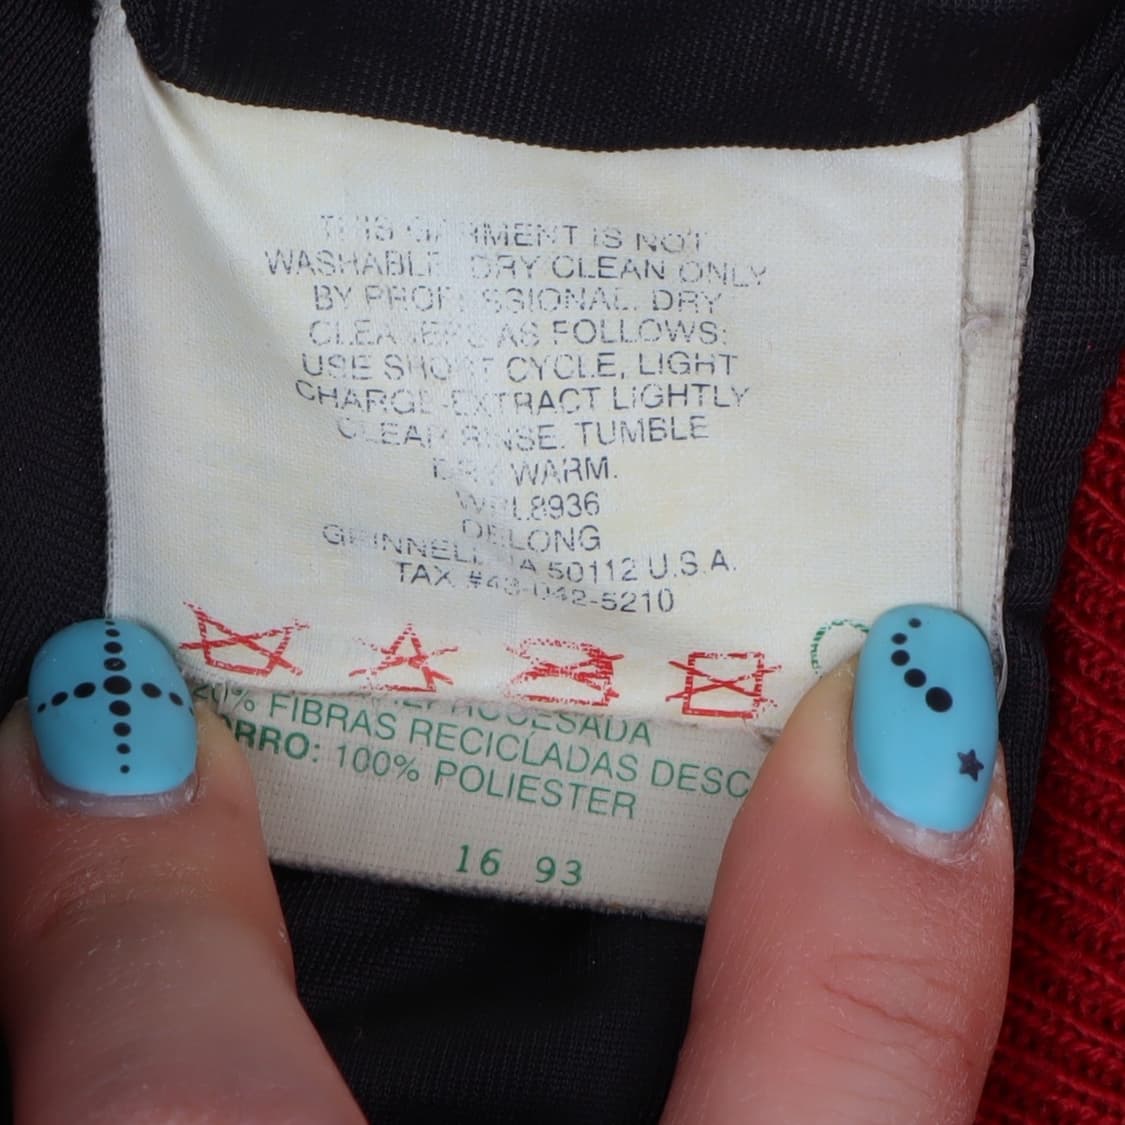 THIS GARMENT IS NOT
WASHABLE. DRY CLEAN ONLY
BY PROFESSIONAL DRY
CLEANERS AS FOLLOWS:
USE SHORT CYCLE, LIGHT
CHARGE-EXTRACT LIGHTLY
CLEAR RINSE. TUMBLE
DRY WARM.
WPL8936
DELONG
GRINNELL, IA 50112 U.S.A.
TAX #42-5210
20% FIBRAS RECICLADAS DESC
RRO: 100% POLIESTER
16 93